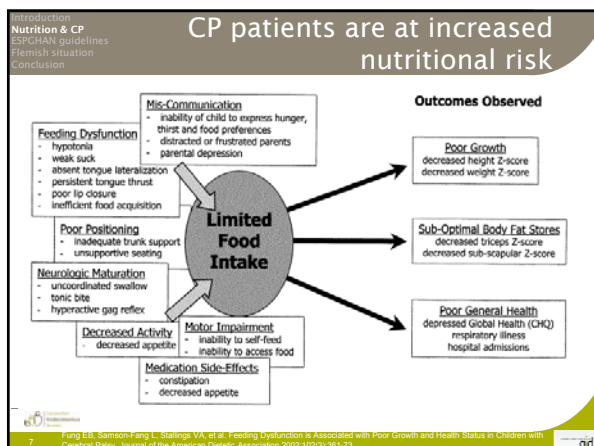 Introduction
Nutrition & CP
ESPGHAN guidelines
Flemish situation
Conclusion
CP patients are at increased
nutritional risk
Mis-Communication
- inability of child to express hunger,
thirst and food preferences
- distracted or frustrated parents
- parental depression
Feeding Dysfunction
- hypotonia
- weak suck
- absent tongue lateralization
- persistent tongue thrust
- poor lip closure
- inefficient food acquisition
Poor Positioning
- inadequate trunk support
- unsupportive seating
Neurologic Maturation
- uncoordinated swallow
- tonic bite
- hyperactive gag reflex
Decreased Activity
- decreased appetite
Motor Impairment
- inability to self-feed
- inability to access food
Medication Side-Effects
- constipation
- decreased appetite
Limited
Food
Intake
Outcomes Observed
Poor Growth
decreased height Z-score
decreased weight Z-score
Sub-Optimal Body Fat Stores
decreased triceps Z-score
decreased sub-scapular Z-score
Poor General Health
depressed Global Health (CHQ)
respiratory illness
hospital admissions
7
Fung EB, Samson-Fang L, Stallings VA, et al. Feeding Dysfunction is Associated with Poor Growth and Health Status in Children with
Cerebral Palsy. Journal of the American Dietetic Association 2002;102(3):361-73